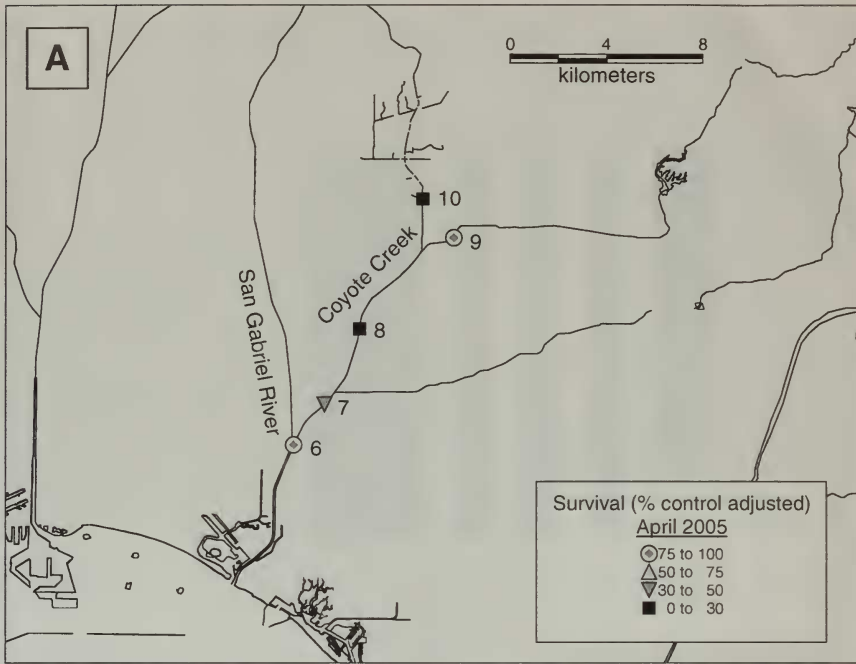 A
0 4 8
kilometers
10
9
Coyote Creek
San Gabriel River
8
7
6
Survival (% control adjusted)
April 2005
75 to 100
50 to 75
30 to 50
0 to 30